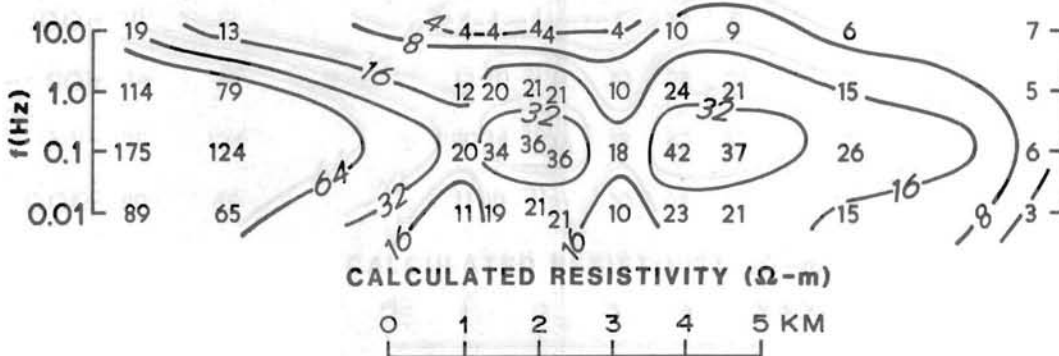 4
10.0 19 13 4 4 4 4 4 10 9 6 7
8
16
1.0 114 79 12 20 21 21 10 24 21 15 5
32 32
f(Hz)
0.1 175 124 20 34 36 36 18 42 37 26 6
64 32 16
0.01 89 65 11 19 21 21 10 23 21 15 8 3
16 16
CALCULATED RESISTIVITY (Ω-m)
0 1 2 3 4 5 KM